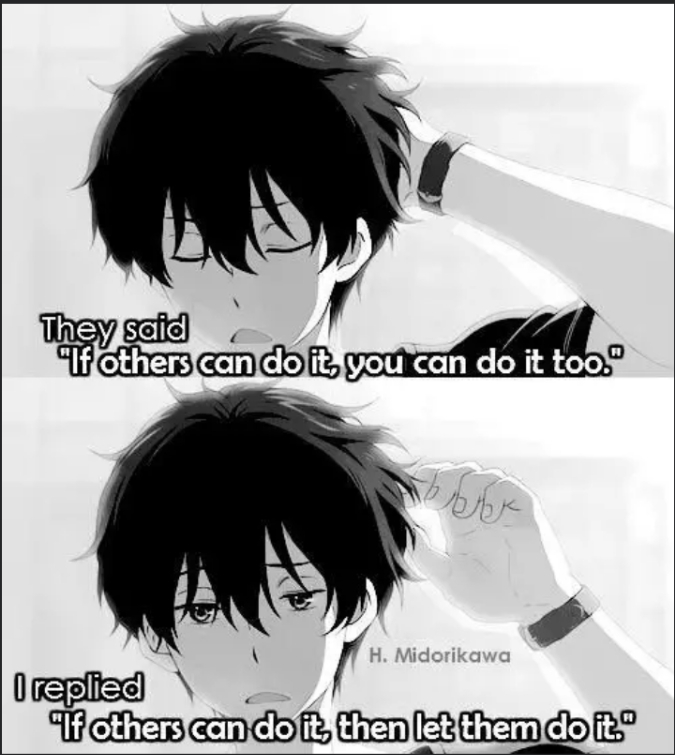 They said
"If others can do it, you can do it too."
H. Midorikawa
I replied
"If others can do it, then let them do it."